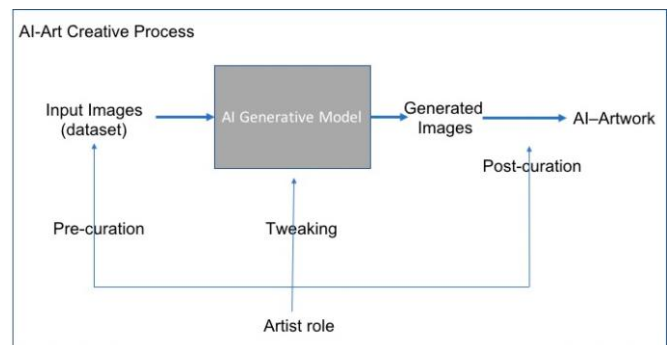 AI-Art Creative Process
Input Images
(dataset)
AI Generative Model
Generated
Images
AI–Artwork
Post-curation
Pre-curation
Tweaking
Artist role